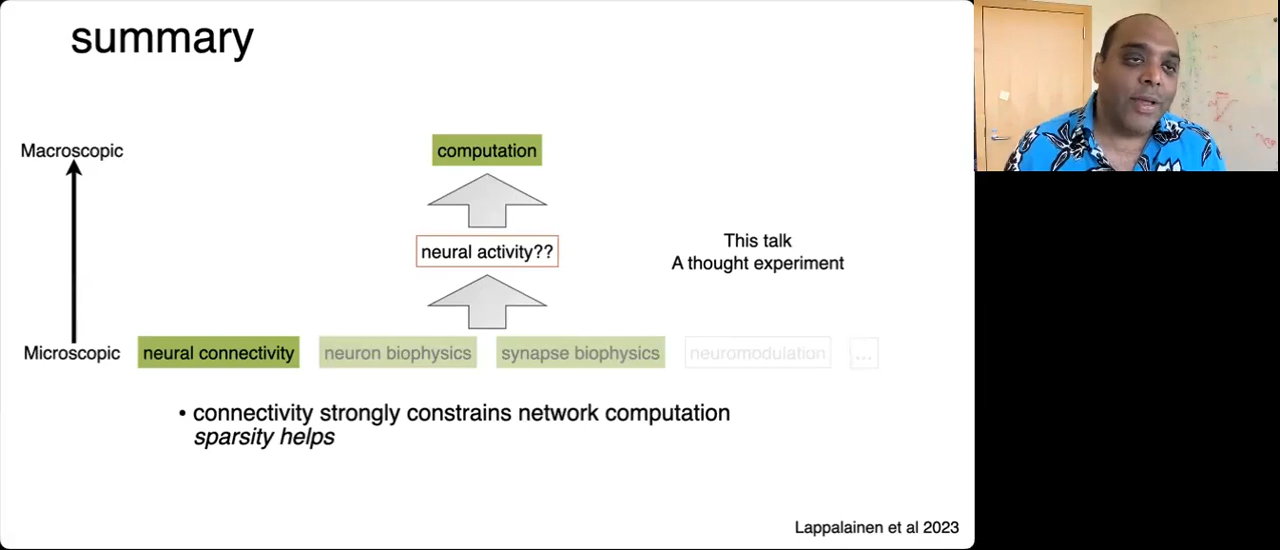 summary
Macroscopic
computation
neural activity??
This talk
A thought experiment
Microscopic
neural connectivity
neuron biophysics
synapse biophysics
neuromodulation
...
• connectivity strongly constrains network computation
sparsity helps
Lappalainen et al 2023